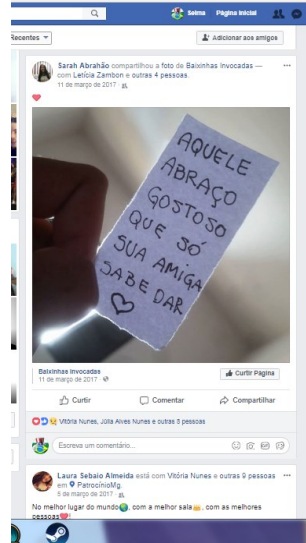 Selma Página inicial
Recentes
Adicionar aos amigos
Sarah Abrahão compartilhou a foto de Baixinhas Invocadas —
com Letícia Zambon e outras 4 pessoas.
11 de março de 2017
AQUELE
ABRAÇO
GOSTOSO
QUE SÓ
SUA AMIGA
SABE DAR
Baixinhas Invocadas
11 de março de 2017
Curtir Página
Curtir Comentar Compartilhar
Vitória Nunes, Júlia Alves Nunes e outras 5 pessoas
Escreva um comentário...
Laura Sebaio Almeida está com Vitória Nunes e outras 9 pessoas
em PatrocínioMg.
5 de março de 2017
No melhor lugar do mundo, com a melhor sala, com as melhores
pessoas!